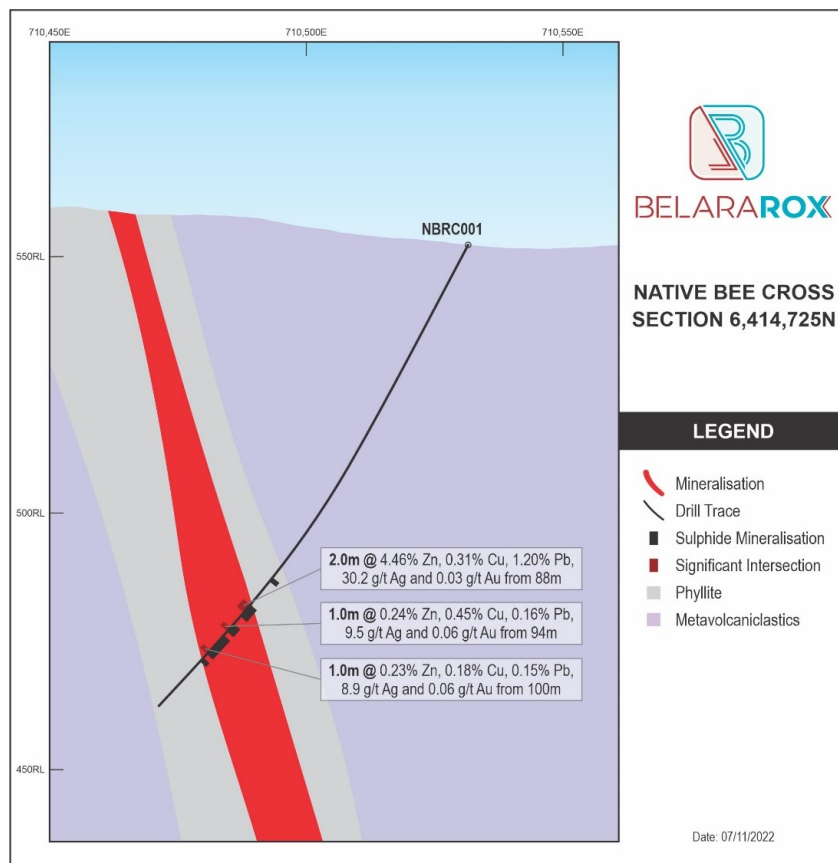 710,450E
710,500E
710,550E
BELARAROX
NBRC001
550RL
NATIVE BEE CROSS
SECTION 6,414,725N
LEGEND
Mineralisation
Drill Trace
Sulphide Mineralisation
Significant Intersection
Phyllite
Metavolcaniclastics
500RL
2.0m @ 4.46% Zn, 0.31% Cu, 1.20% Pb,
30.2 g/t Ag and 0.03 g/t Au from 88m
1.0m @ 0.24% Zn, 0.45% Cu, 0.16% Pb,
9.5 g/t Ag and 0.06 g/t Au from 94m
1.0m @ 0.23% Zn, 0.18% Cu, 0.15% Pb,
8.9 g/t Ag and 0.06 g/t Au from 100m
450RL
Date: 07/11/2022